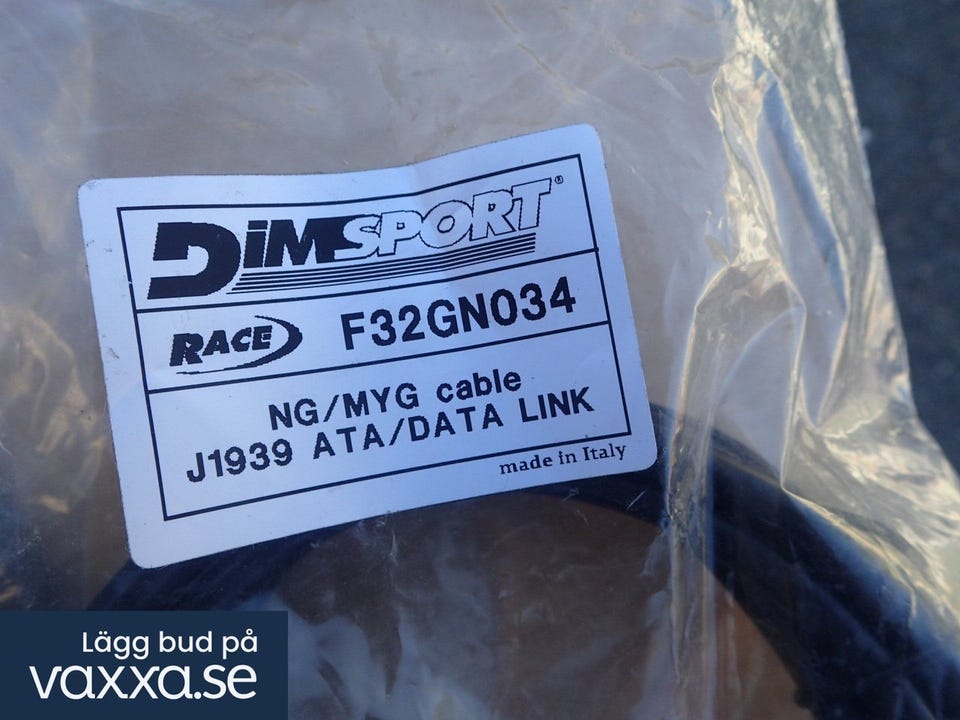 DiMSPORT®
RACE F32GN034
NG/MYG cable
J1939 ATA/DATA LINK
made in Italy
Lägg bud på
vaxxa.se